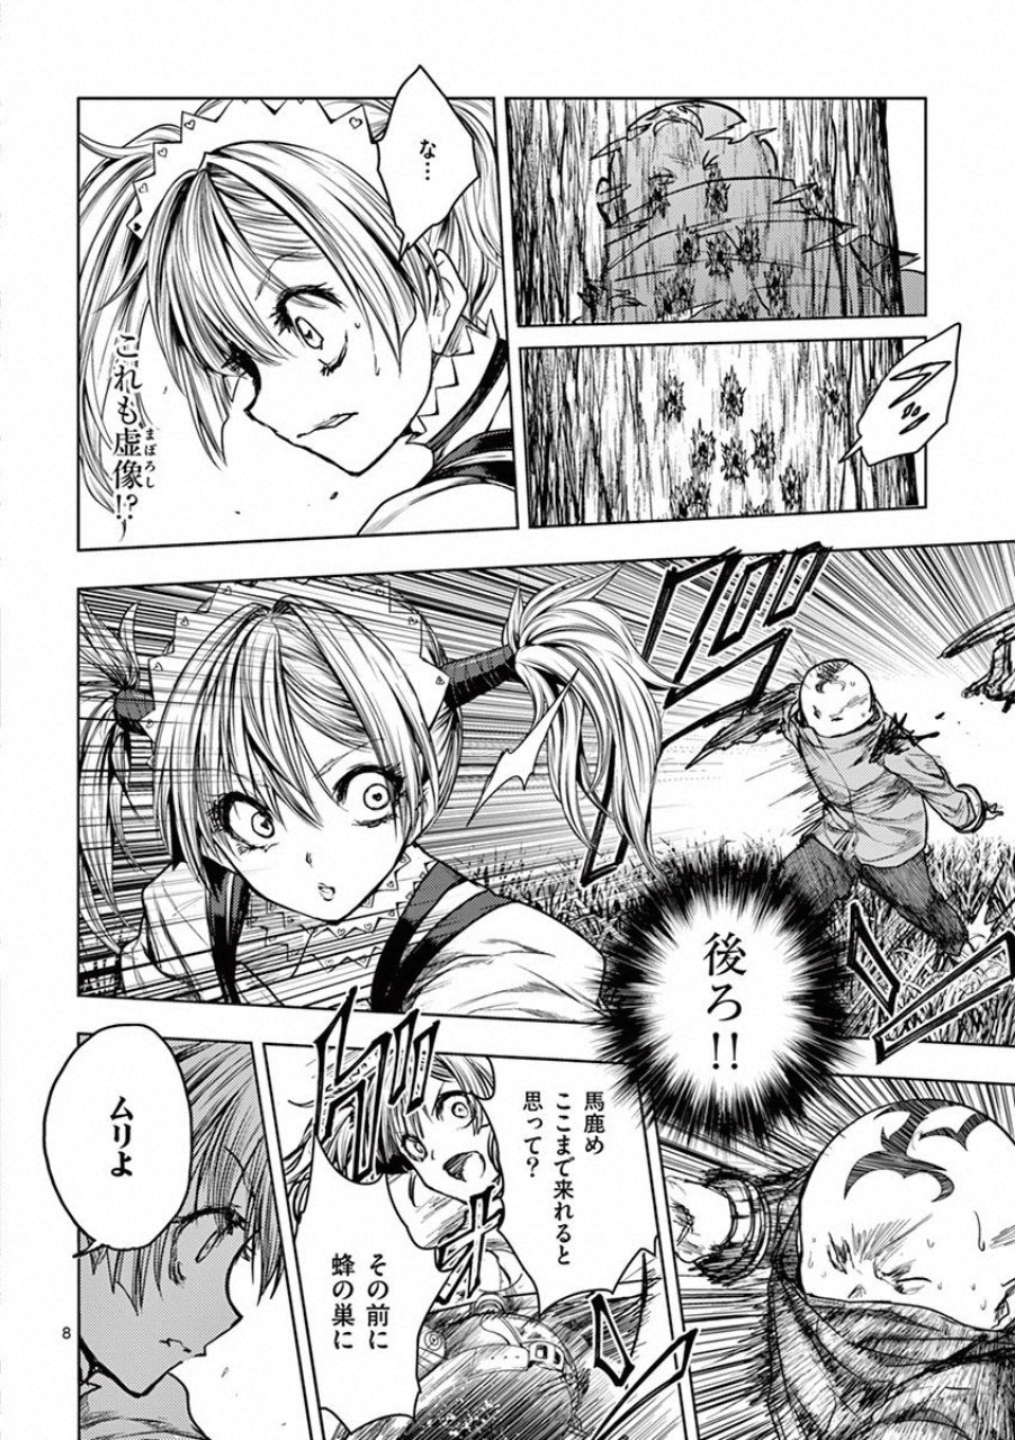 フッ
な…
これも虚像!?
まぼろし
後ろ!!
馬鹿め
ここまで来れると
思って?
その前に
蜂の巣に
ムリよ
8